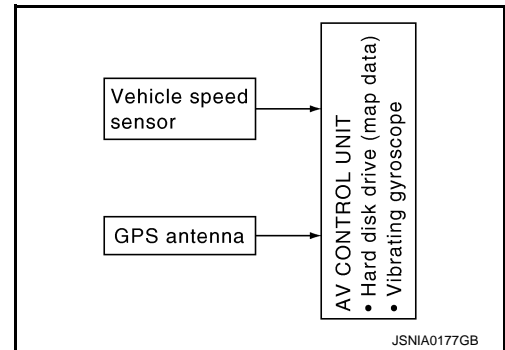 Vehicle speed
sensor
GPS antenna
AV CONTROL UNIT
• Hard disk drive (map data)
• Vibrating gyroscope
JSNIA0177GB